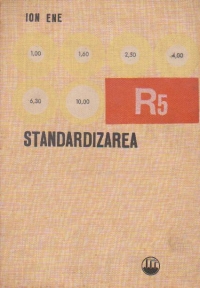 ION ENE
1,00 1,60 2,50 4,00
6,30 10,00 R5
STANDARDIZAREA